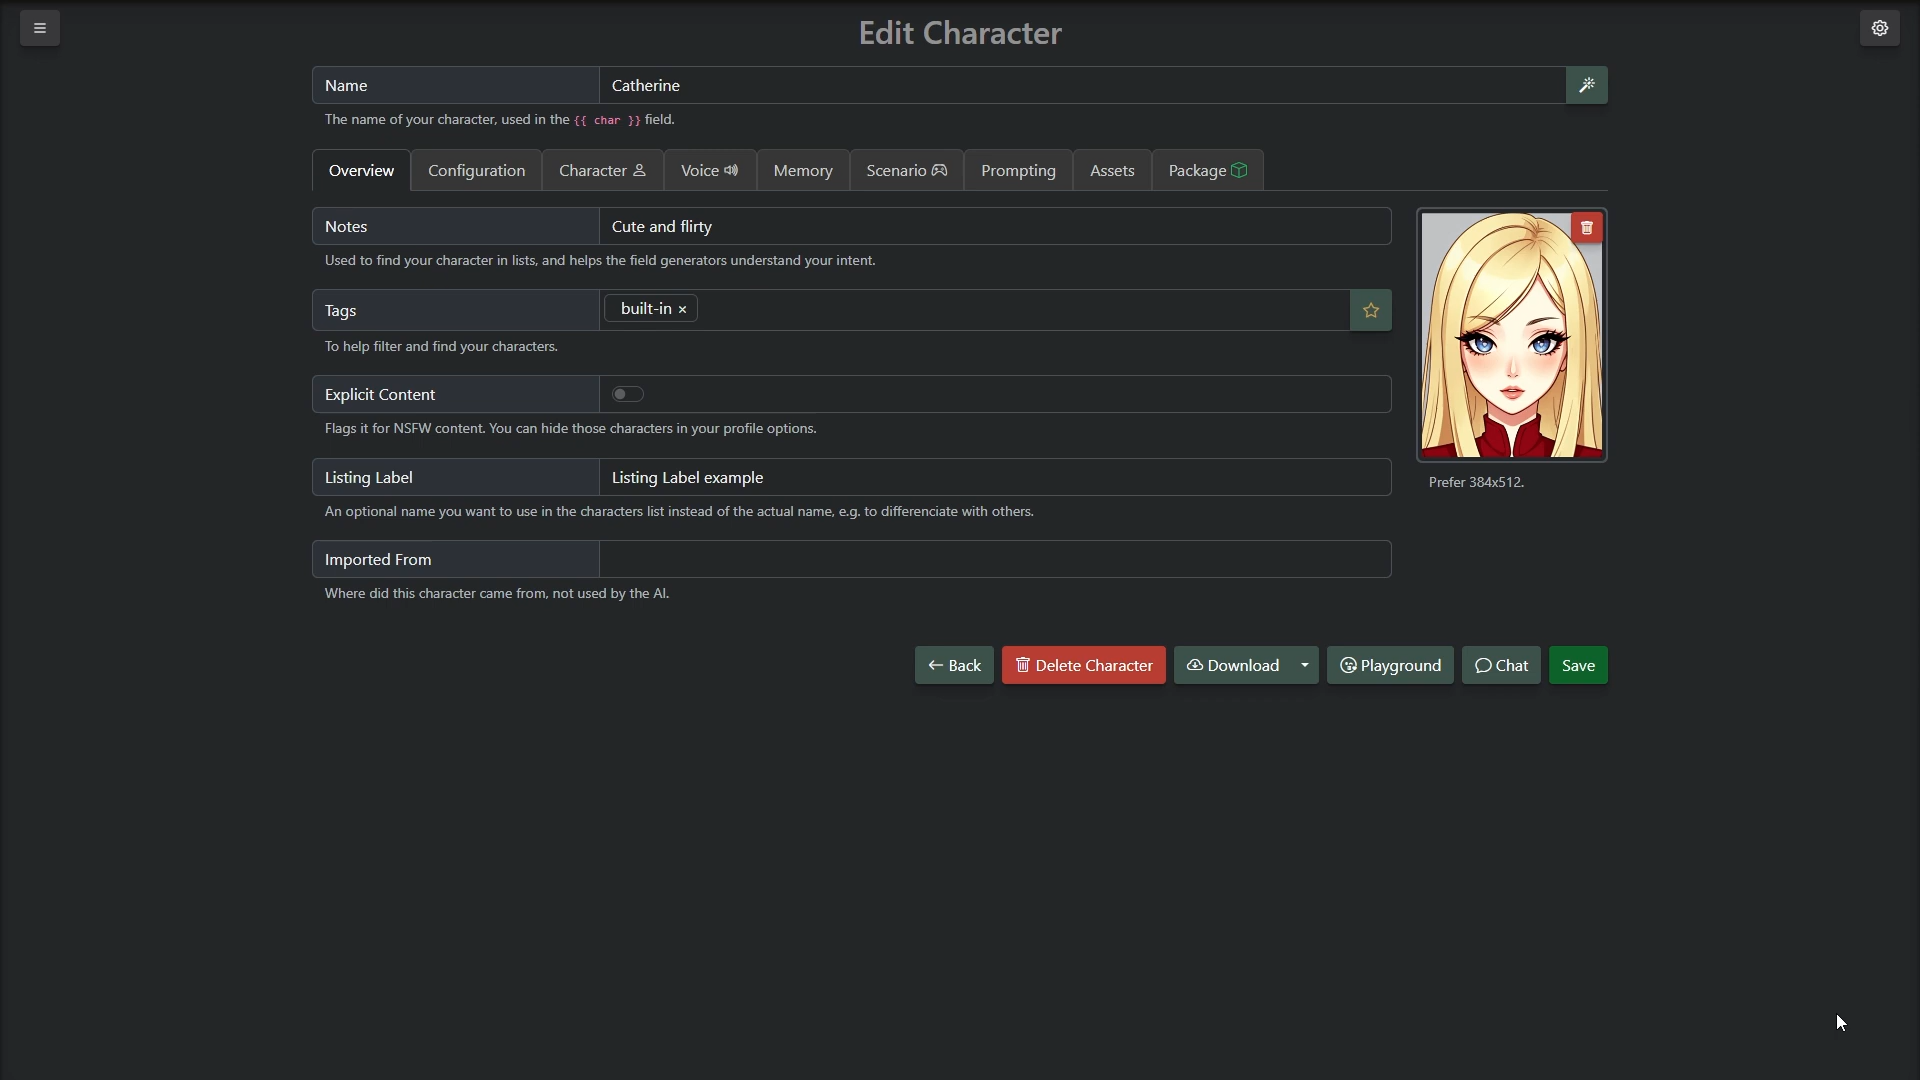 Edit Character
Name Catherine
The name of your character, used in the {{ char }} field.
Overview Configuration Character Voice Memory Scenario Prompting Assets Package
Notes Cute and flirty
Used to find your character in lists, and helps the field generators understand your intent.
Tags built-in ×
To help filter and find your characters.
Explicit Content
Flags it for NSFW content. You can hide those characters in your profile options.
Listing Label Listing Label example
Prefer 384x512.
An optional name you want to use in the characters list instead of the actual name, e.g. to differenciate with others.
Imported From
Where did this character came from, not used by the AI.
← Back Delete Character Download Playground Chat Save